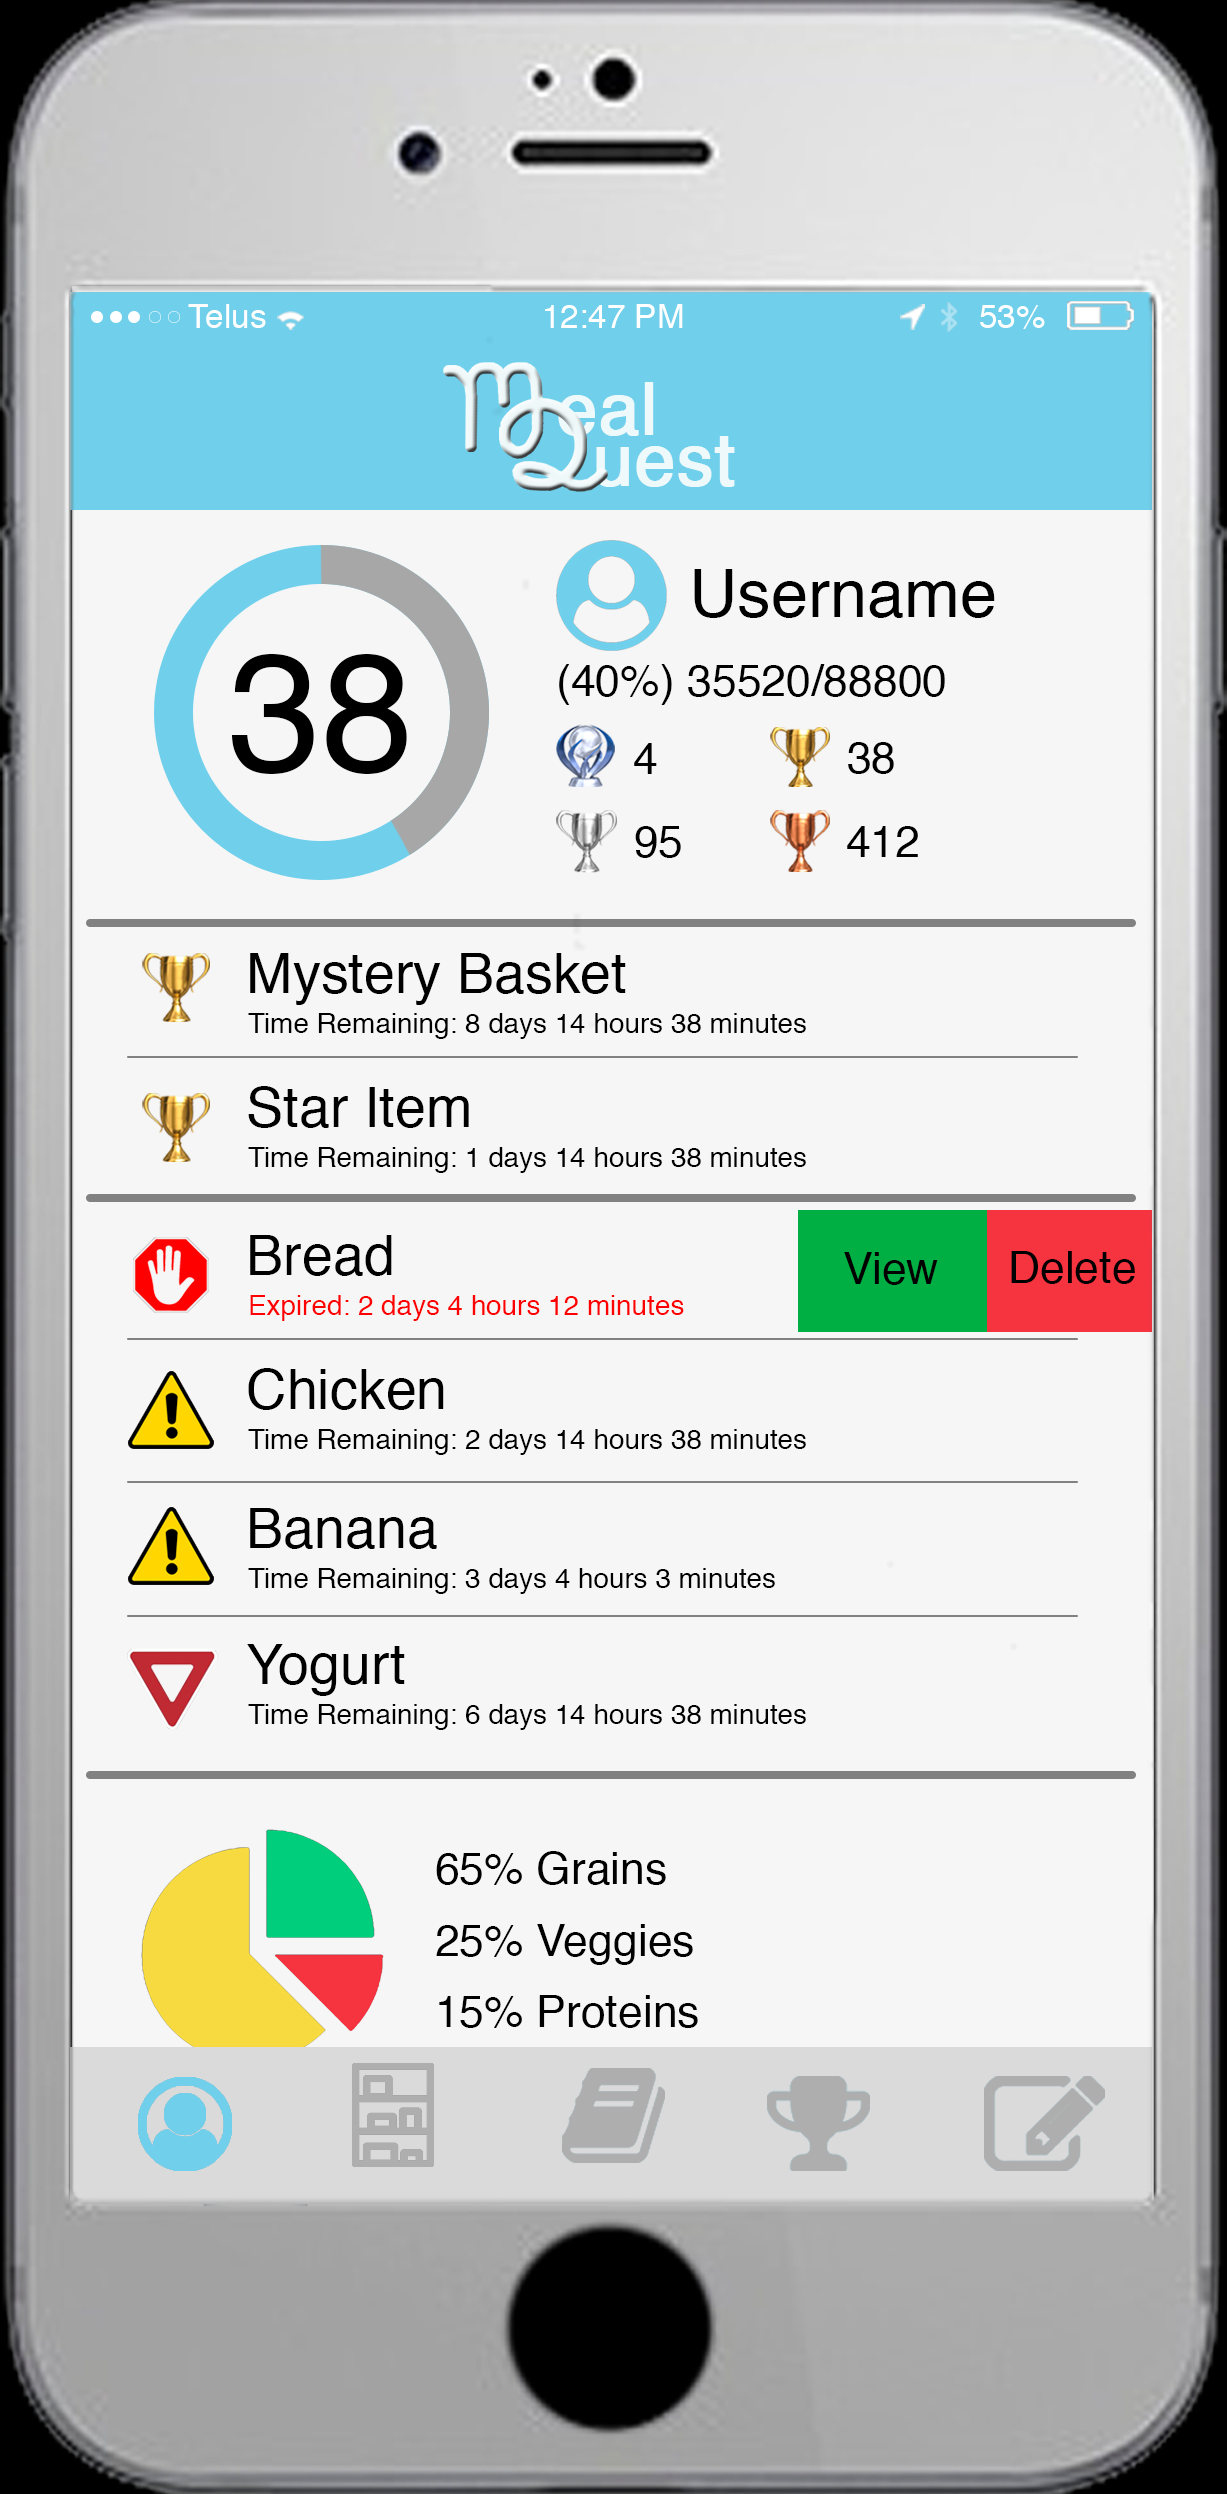 Telus 12:47 PM 53%
Meal
Quest
38
Username
(40%) 35520/88800
4 38
95 412
Mystery Basket
Time Remaining: 8 days 14 hours 38 minutes
Star Item
Time Remaining: 1 days 14 hours 38 minutes
Bread
Expired: 2 days 4 hours 12 minutes
View Delete
Chicken
Time Remaining: 2 days 14 hours 38 minutes
Banana
Time Remaining: 3 days 4 hours 3 minutes
Yogurt
Time Remaining: 6 days 14 hours 38 minutes
65% Grains
25% Veggies
15% Proteins